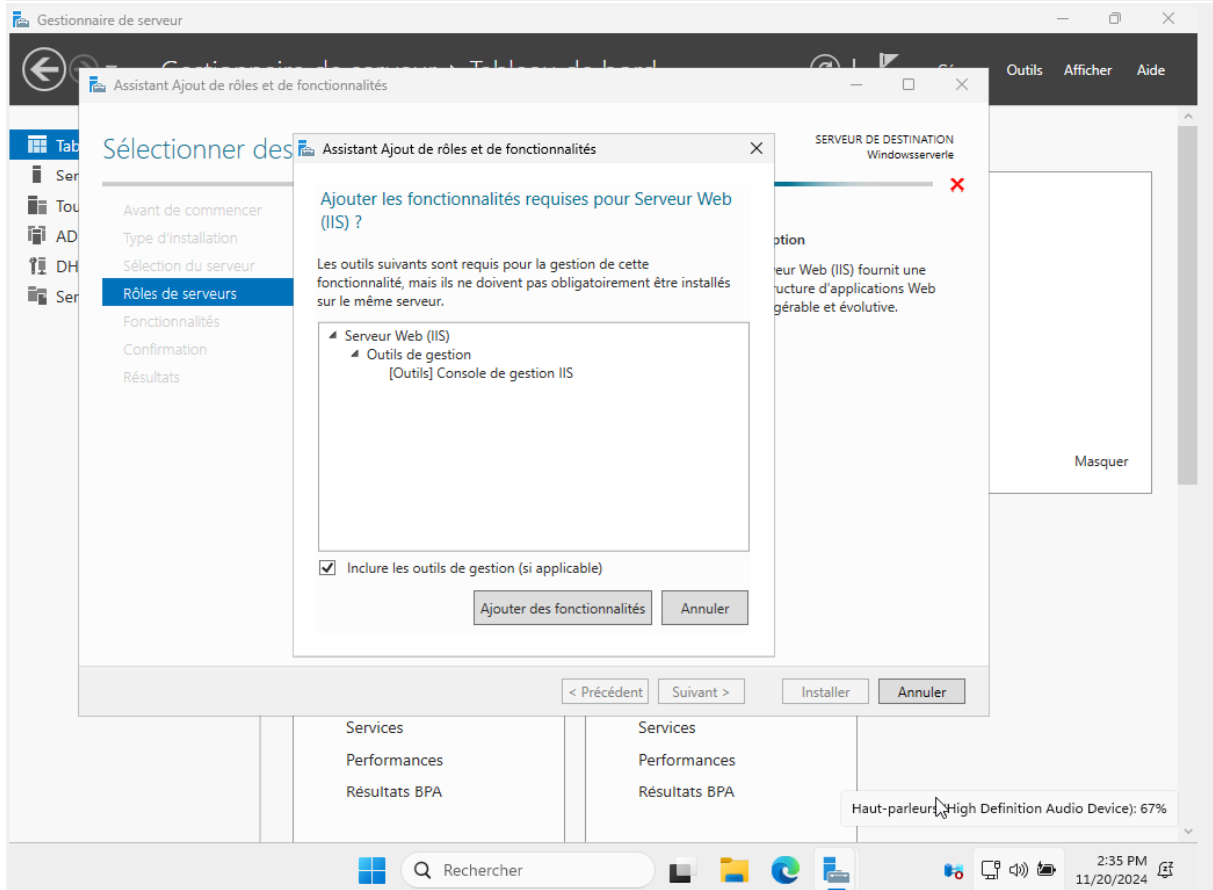 Gestionnaire de serveur
Outils Afficher Aide
Assistant Ajout de rôles et de fonctionnalités
Sélectionner des
SERVEUR DE DESTINATION
Windowsserverle
Avant de commencer
Type d'installation
Sélection du serveur
Rôles de serveurs
Fonctionnalités
Confirmation
Résultats
Assistant Ajout de rôles et de fonctionnalités
Ajouter les fonctionnalités requises pour Serveur Web
(IIS) ?
Les outils suivants sont requis pour la gestion de cette
fonctionnalité, mais ils ne doivent pas obligatoirement être installés
sur le même serveur.
Serveur Web (IIS)
Outils de gestion
[Outils] Console de gestion IIS
Inclure les outils de gestion (si applicable)
Ajouter des fonctionnalités Annuler
ption
eur Web (IIS) fournit une
ructure d'applications Web
gérable et évolutive.
Tab
Ser
Tou
AD
DH
Ser
Masquer
< Précédent Suivant > Installer Annuler
Services Services
Performances Performances
Résultats BPA Résultats BPA
Haut-parleurs (High Definition Audio Device): 67%
Rechercher
2:35 PM
11/20/2024